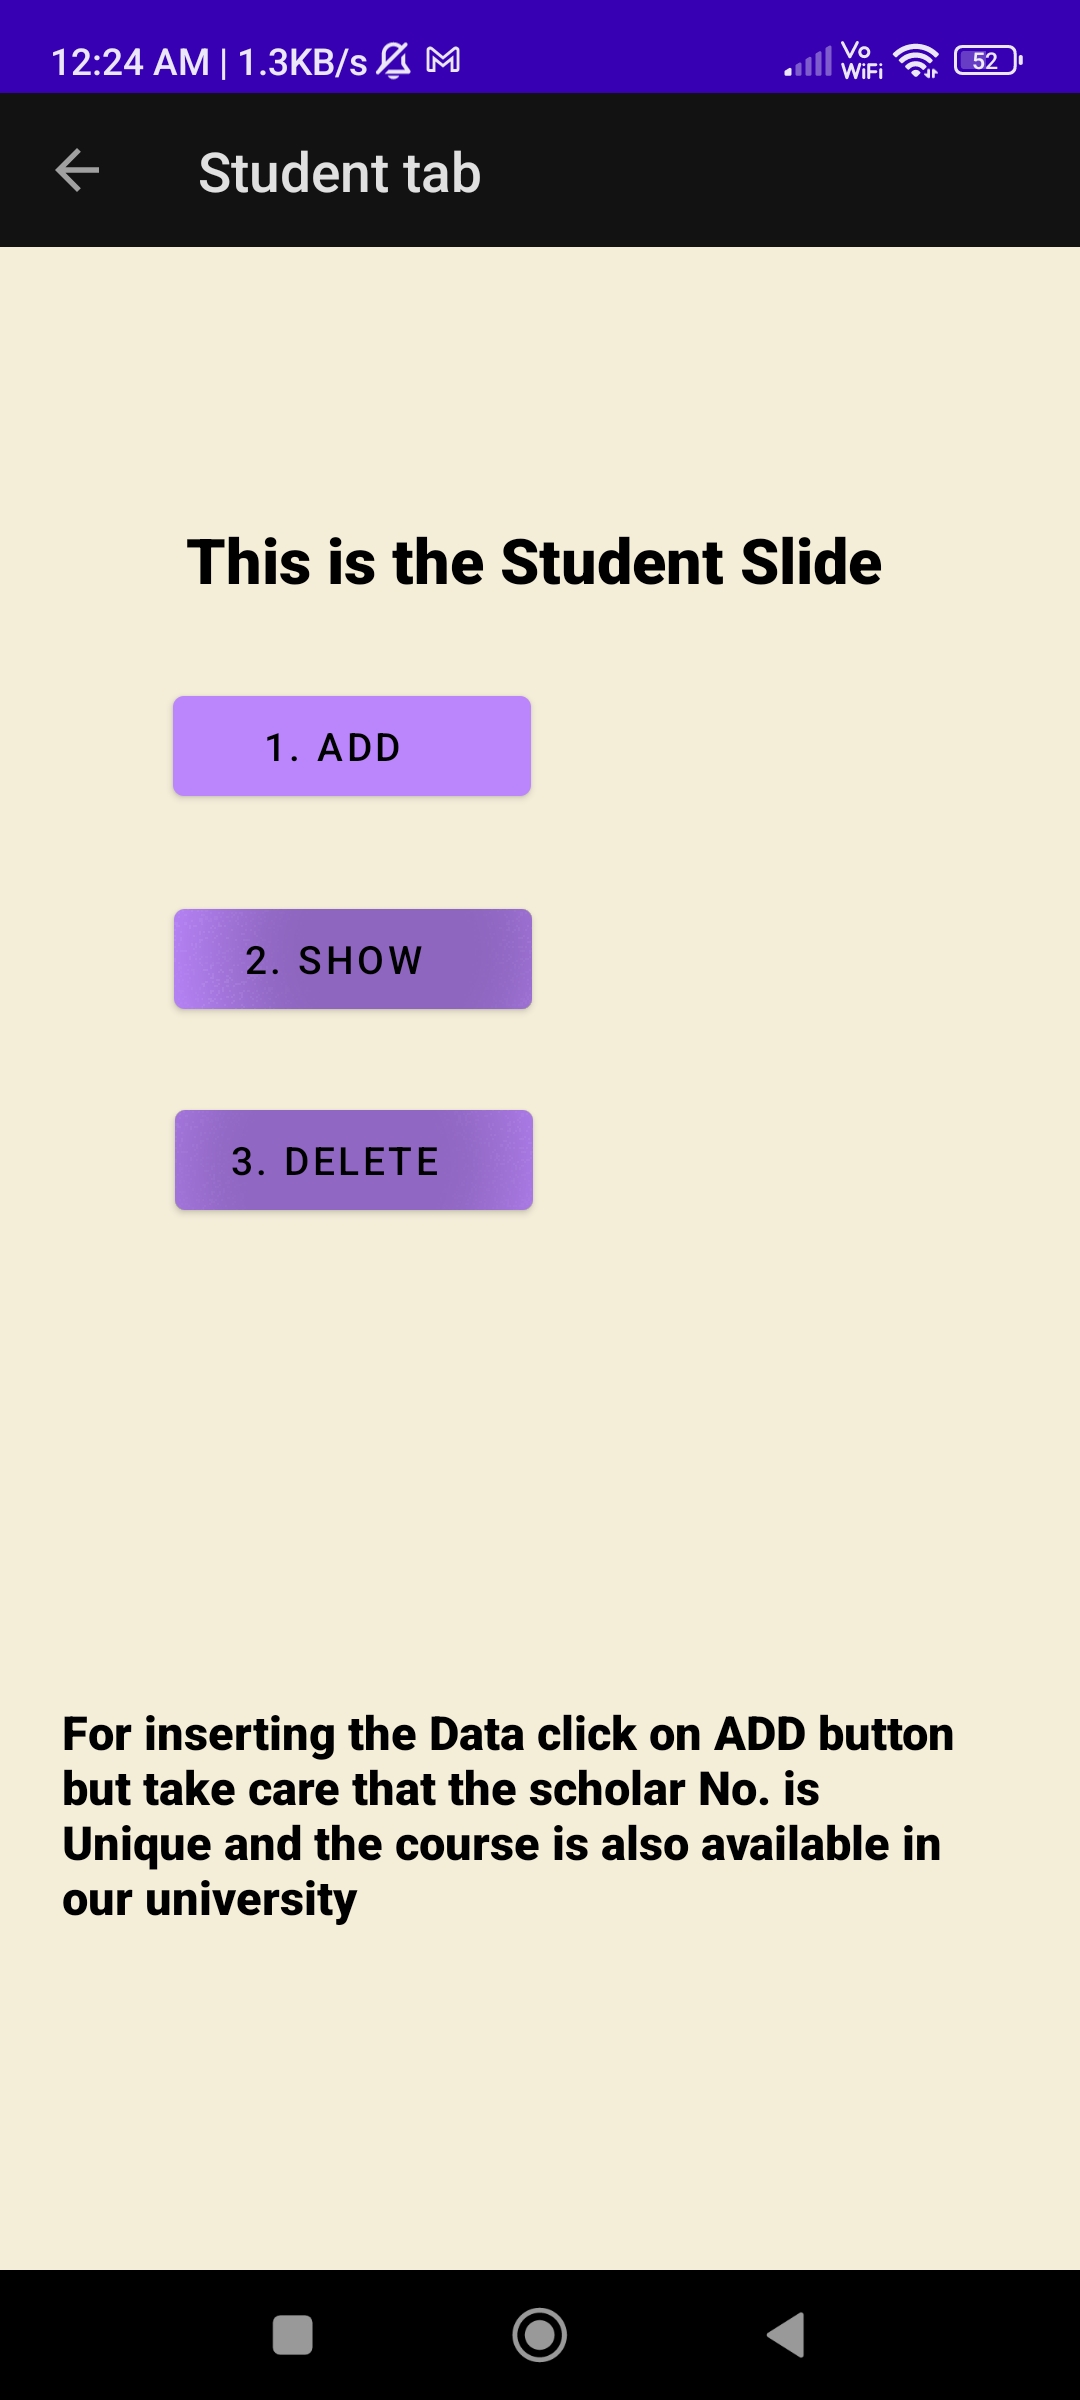 12:24 AM | 1.3KB/s Vo WiFi 52
Student tab
This is the Student Slide
1. ADD
2. SHOW
3. DELETE
For inserting the Data click on ADD button
but take care that the scholar No. is
Unique and the course is also available in
our university